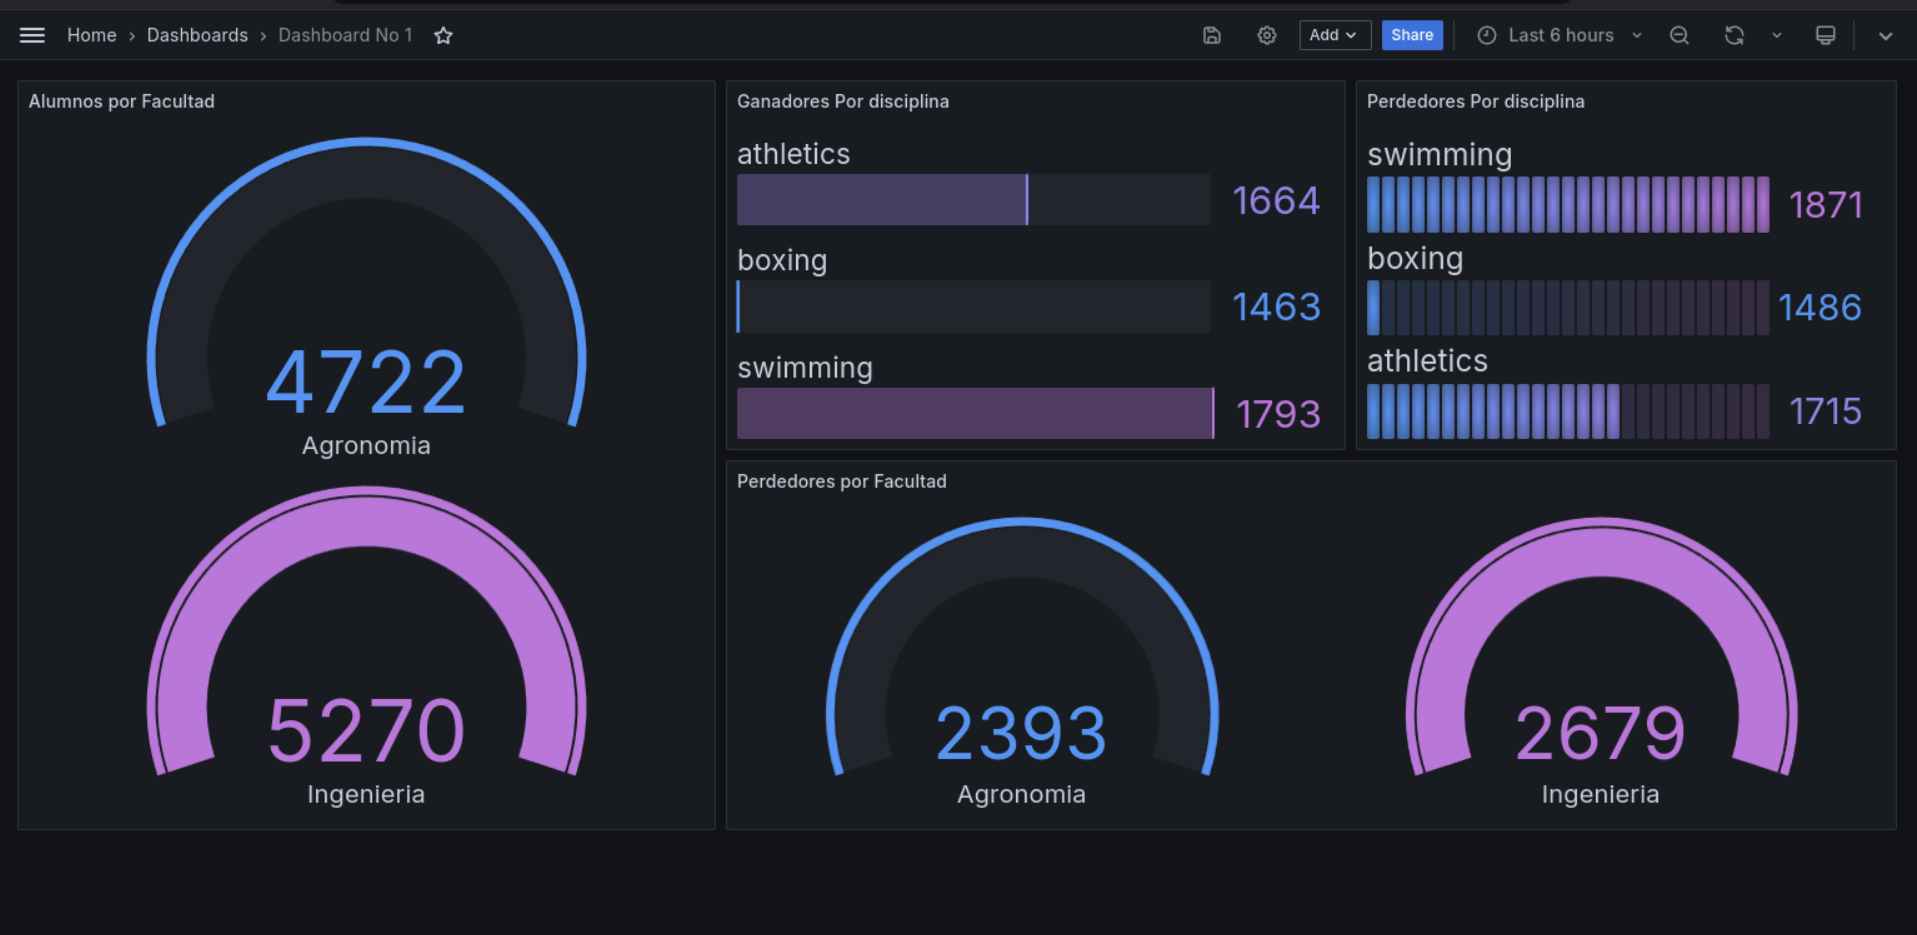 Home › Dashboards › Dashboard No 1
Add
Share
Last 6 hours
Alumnos por Facultad
4722
Agronomia
5270
Ingenieria
Ganadores Por disciplina
athletics
1664
boxing
1463
swimming
1793
Perdedores Por disciplina
swimming
1871
boxing
1486
athletics
1715
Perdedores por Facultad
2393
Agronomia
2679
Ingenieria